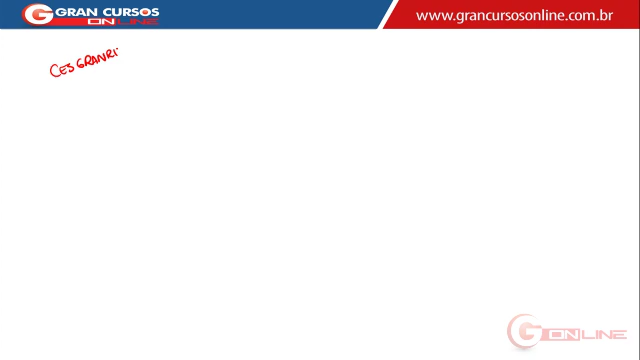 GRAN CURSOS
ONLINE
www.grancursosonline.com.br
CESGRANRI
G ONLINE